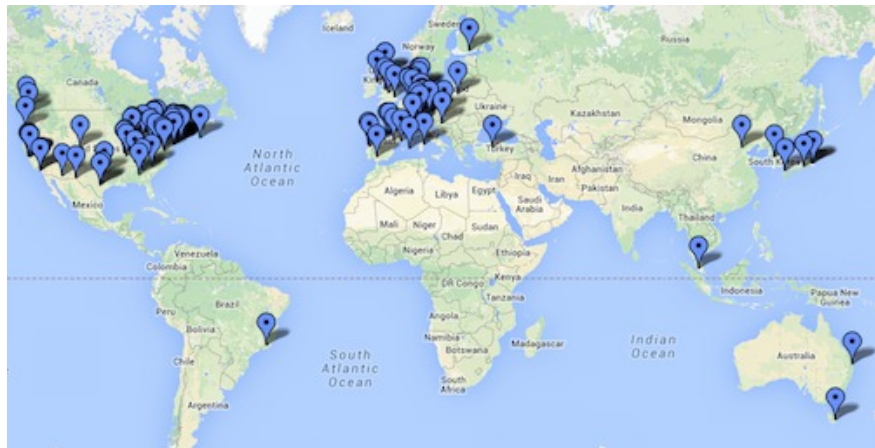 Iceland
Sweden
Norway
Russia
Canada
Ukraine
Kazakhstan
Mongolia
Turkey
China
South Korea
North
Atlantic
Ocean
Afghanistan
Iraq
Iran
Pakistan
Algeria
Libya
Egypt
Saudi
Arabia
India
Mexico
Mali
Niger
Sudan
Chad
Thailand
Nigeria
Ethiopia
Venezuela
Colombia
Kenya
DR Congo
Indonesia
Papua New
Guinea
Tanzania
Brazil
Peru
Angola
Bolivia
Namibia
Madagascar
Botswana
Indian
Ocean
South
Atlantic
Ocean
Australia
Chile
South
Africa
Argentina